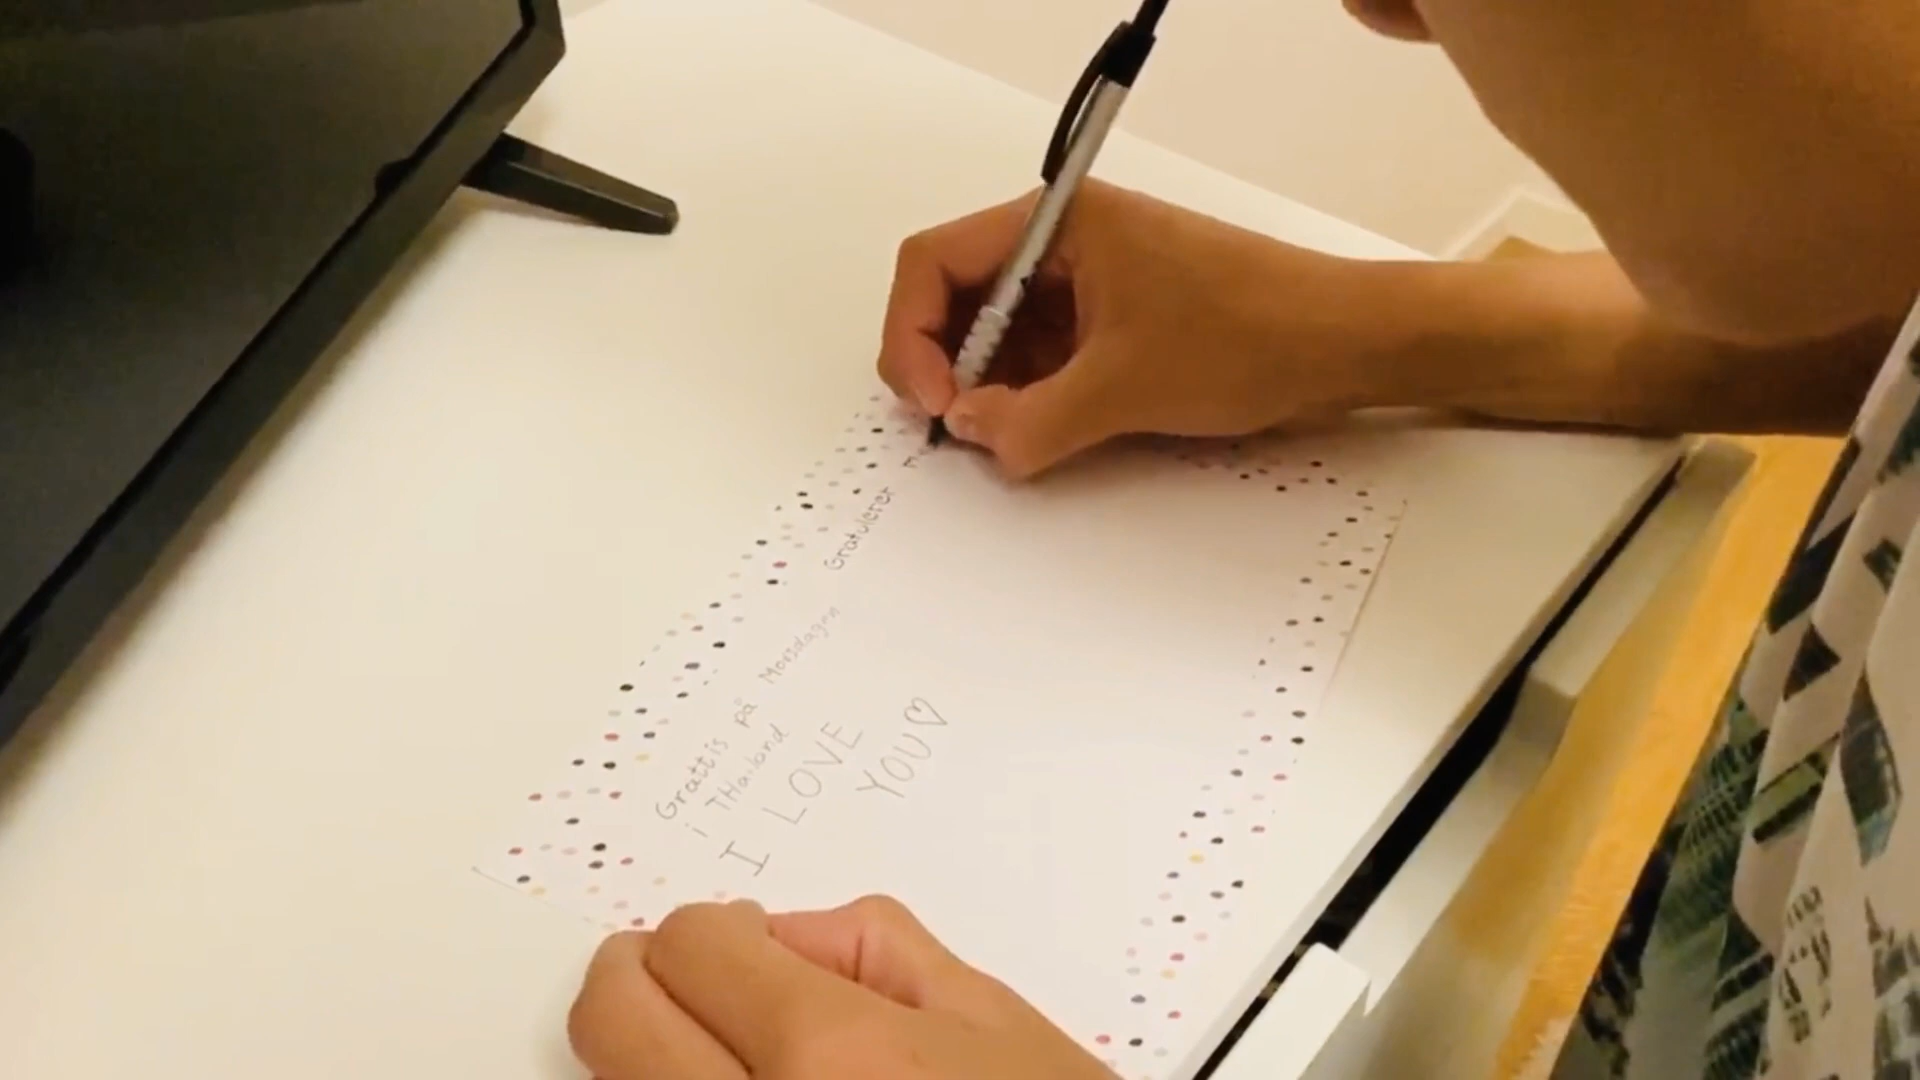 Grattis på Morsdagen Gratulerer
i THailand
I LOVE
YOU♡